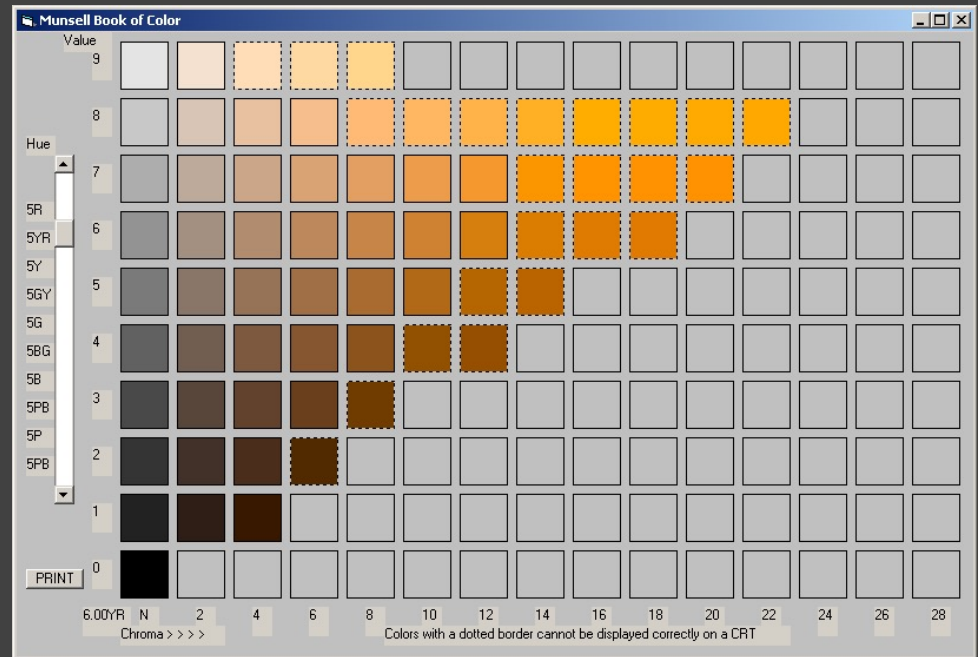 Munsell Book of Color
Value
9
8
Hue
7
5R
5YR
6
5Y
5GY
5
5G
5BG
4
5B
5PB
3
5P
5PB
2
1
PRINT
0
6.00YR N 2 4 6 8 10 12 14 16 18 20 22 24 26 28
Chroma > > > > Colors with a dotted border cannot be displayed correctly on a CRT